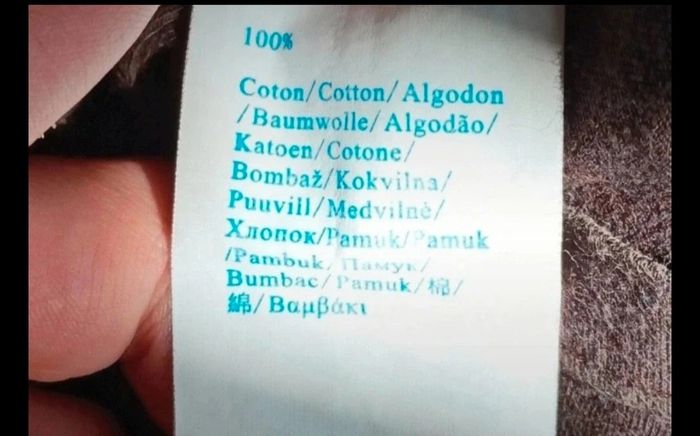 100%
Coton/Cotton/Algodon
/Baumwolle/Algodão/
Katoen/Cotone/
Bombaž/Kokvilna/
Puuvill/Medvilnė/
Хлопок/Pamuk/Pamuk
/Pambuk/Памук/
Bumbac/Pamuk/棉/
綿/Βαμβάκι